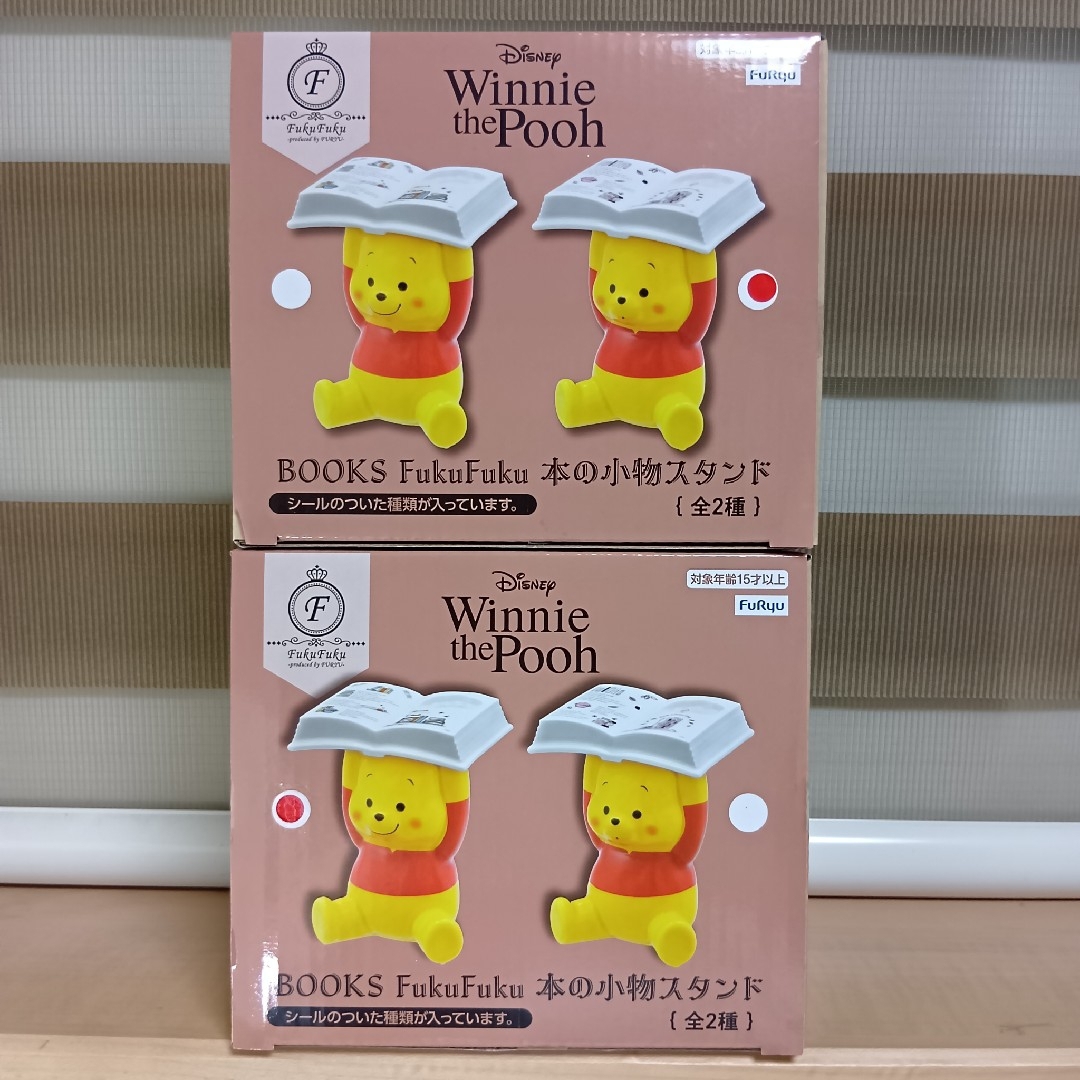 F
FukuFuku
-produced by FURYU-
Disney
Winnie
the Pooh
FuRyu
BOOKS FukuFuku 本の小物スタンド
シールのついた種類が入っています。
{ 全2種 }
F
FukuFuku
-produced by FURYU-
Disney
Winnie
the Pooh
対象年齢15才以上
FuRyu
BOOKS FukuFuku 本の小物スタンド
シールのついた種類が入っています。
{ 全2種 }